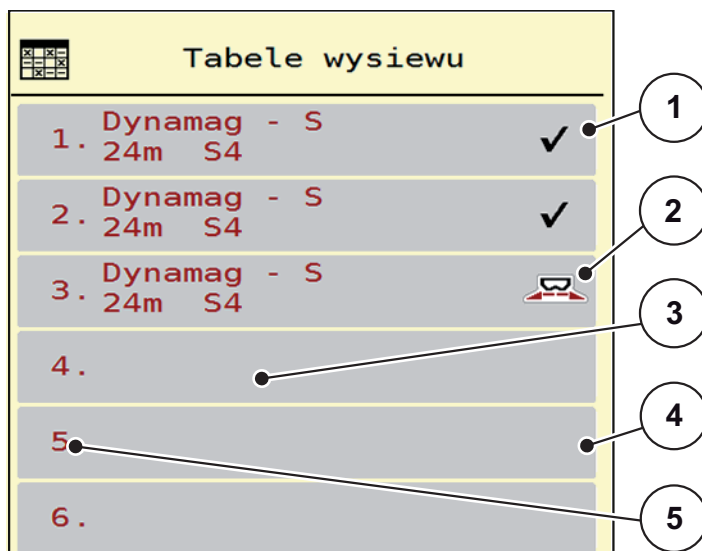 Tabele wysiewu
1. Dynamag - S
24m S4
2. Dynamag - S
24m S4
3. Dynamag - S
24m S4
4.
5.
6.
1
2
3
4
5